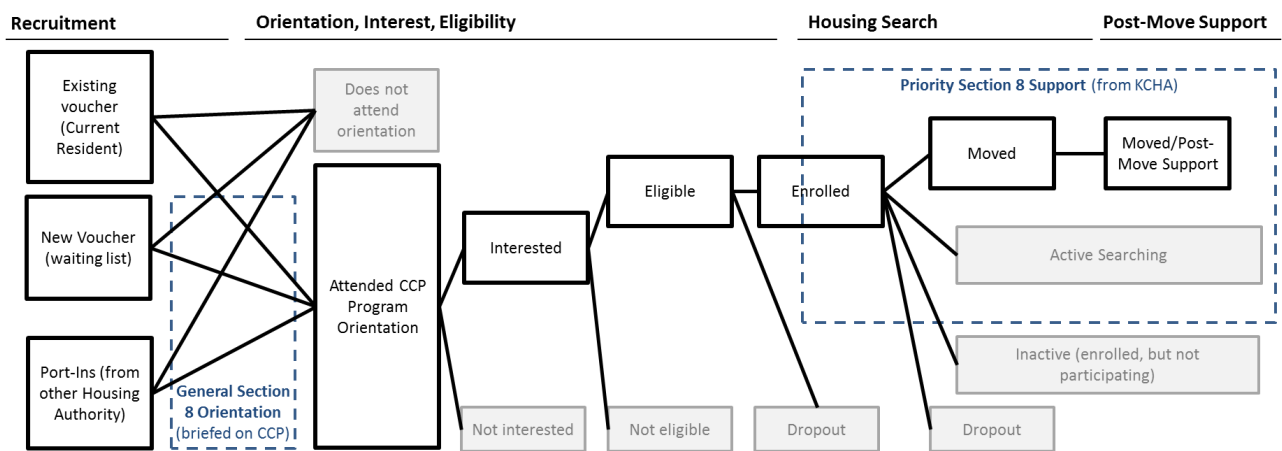 Recruitment
Orientation, Interest, Eligibility
Housing Search
Post-Move Support
Existing
voucher
(Current
Resident)
New Voucher
(waiting list)
Port-Ins (from
other Housing
Authority)
General Section
8 Orientation
(briefed on CCP)
Does not
attend
orientation
Attended CCP
Program
Orientation
Interested
Not interested
Eligible
Not eligible
Enrolled
Dropout
Priority Section 8 Support (from KCHA)
Moved
Moved/Post-
Move Support
Active Searching
Inactive (enrolled, but not
participating)
Dropout